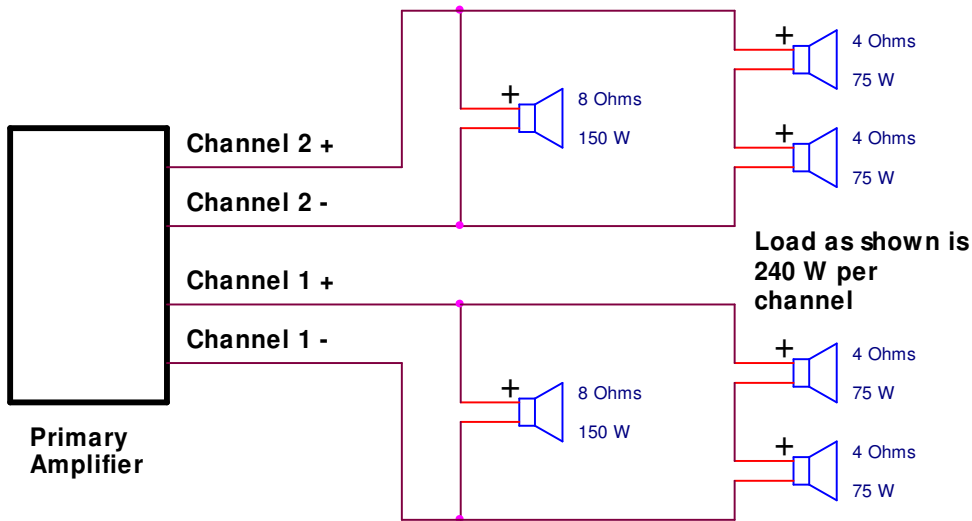 +
4 Ohms
75 W
+
8 Ohms
150 W
+
4 Ohms
75 W
Channel 2 +
Channel 2 -
Load as shown is
240 W per
channel
Channel 1 +
Channel 1 -
+
4 Ohms
75 W
+
8 Ohms
150 W
+
4 Ohms
75 W
Primary
Amplifier